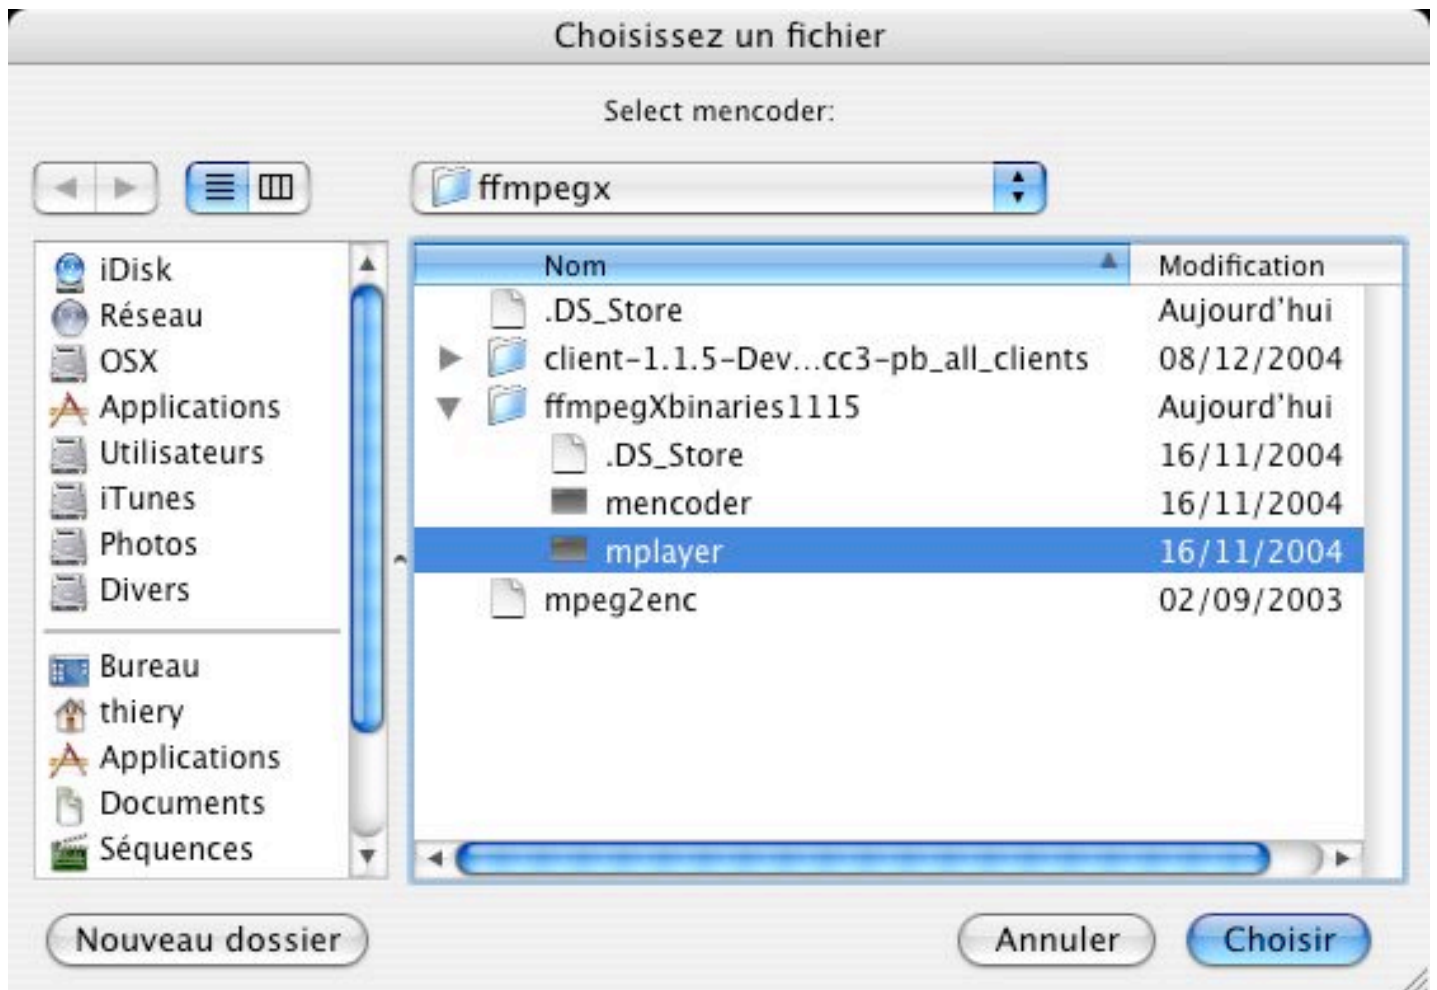 Choisissez un fichier
Select mencoder:
ffmpegx
iDisk
Réseau
OSX
Applications
Utilisateurs
iTunes
Photos
Divers
Bureau
thiery
Applications
Documents
Séquences
Nom Modification
.DS_Store Aujourd'hui
client-1.1.5-Dev...cc3-pb_all_clients 08/12/2004
ffmpegXbinaries1115 Aujourd'hui
.DS_Store 16/11/2004
mencoder 16/11/2004
mplayer 16/11/2004
mpeg2enc 02/09/2003
Nouveau dossier Annuler Choisir